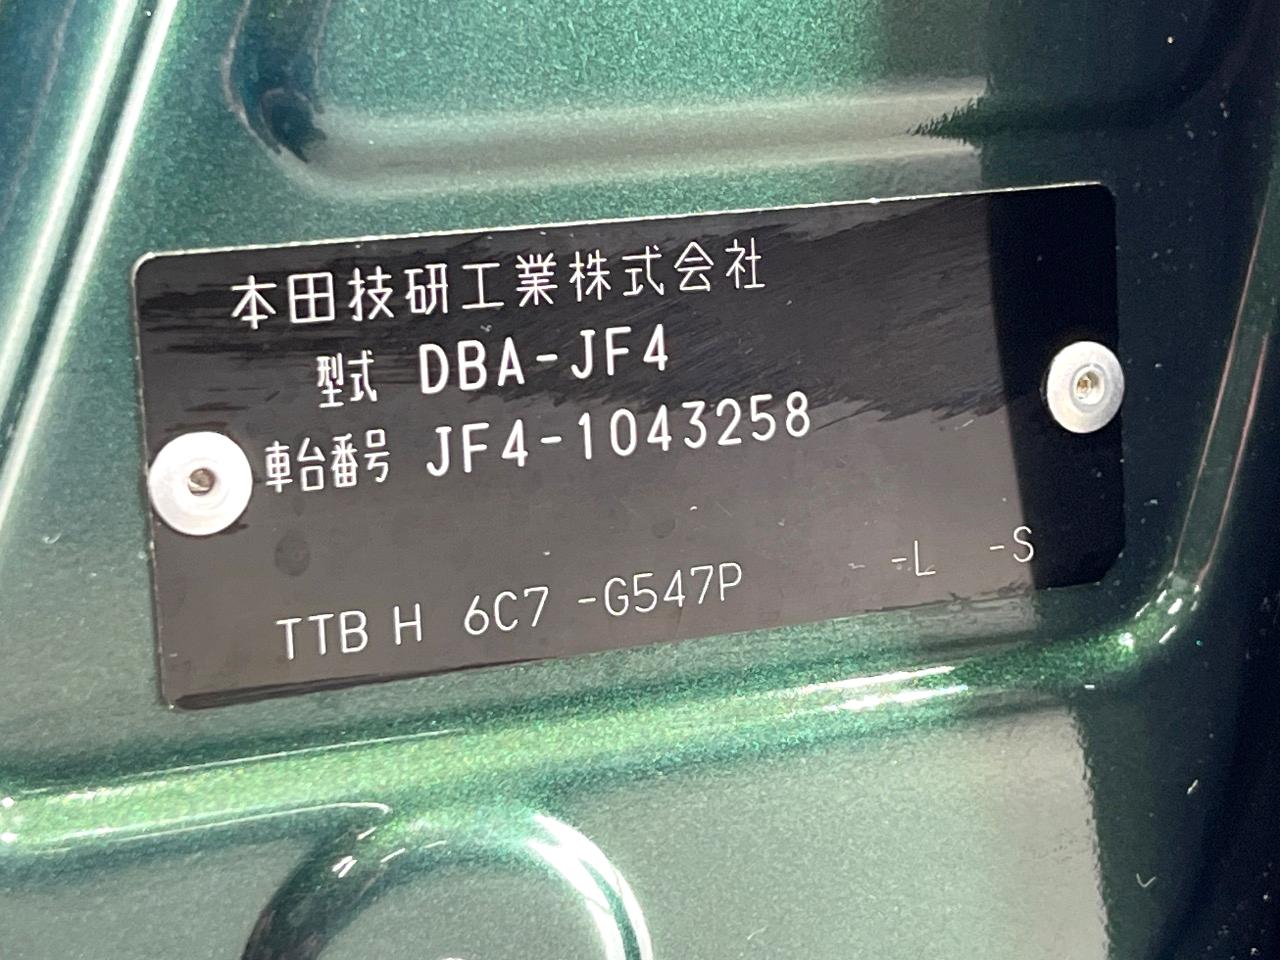 本田技研工業株式会社
型式 DBA-JF4
車台番号 JF4-1043258
TTB H 6C7 -G547P - -L -S